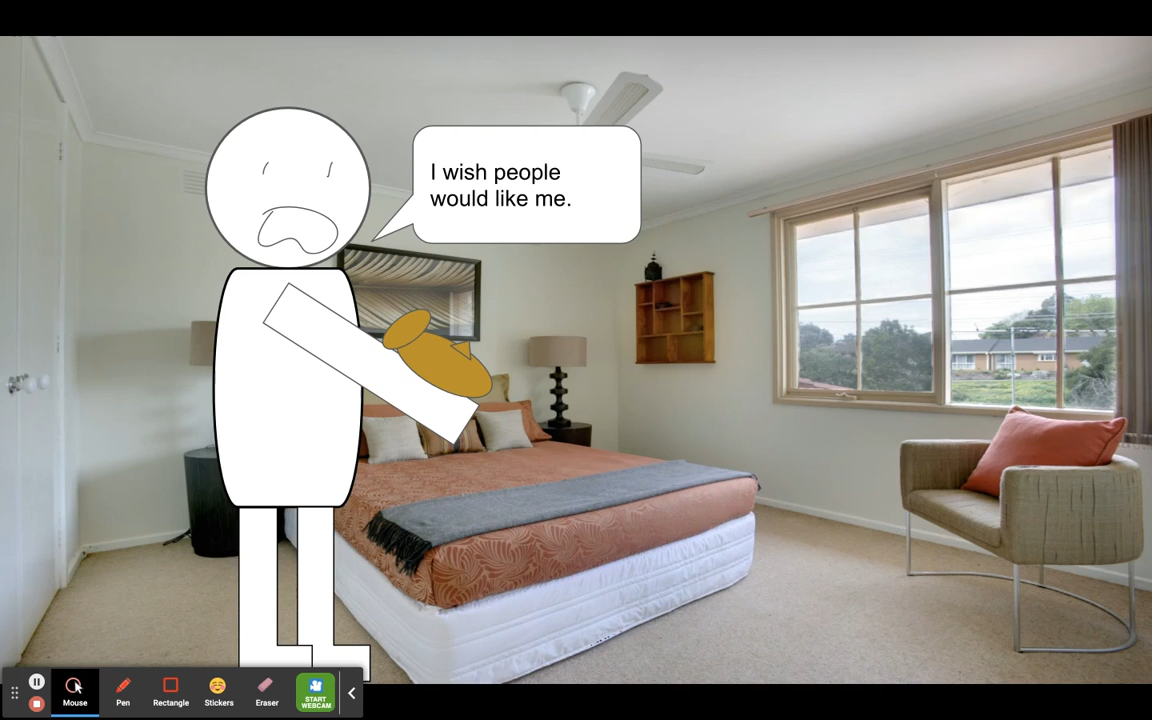 I wish people
would like me.
Mouse
Pen
Rectangle
Stickers
Eraser
START
WEBCAM